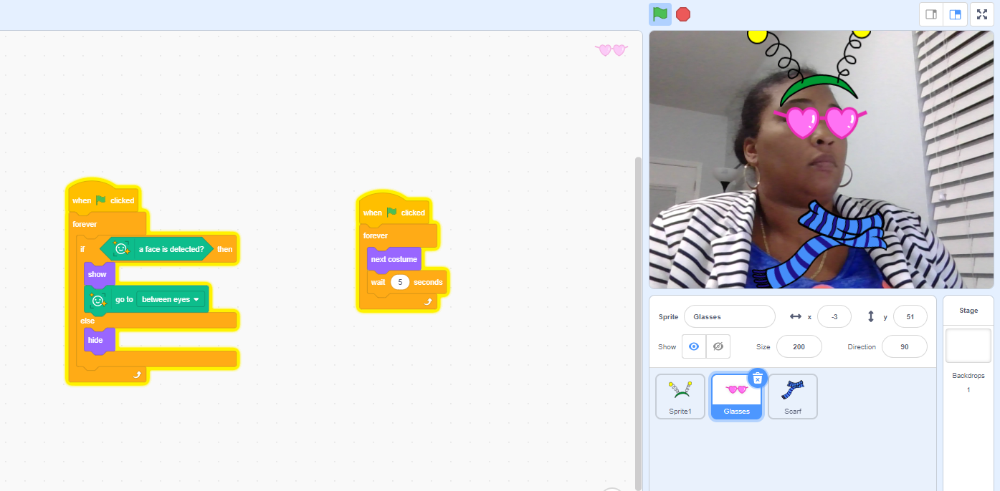 when clicked
forever
if a face is detected? then
show
go to between eyes
else
hide
when clicked
forever
next costume
wait 5 seconds
Sprite Glasses x -3 y 51
Show Size 200 Direction 90
Sprite1
Glasses
Scarf
Stage
Backdrops
1